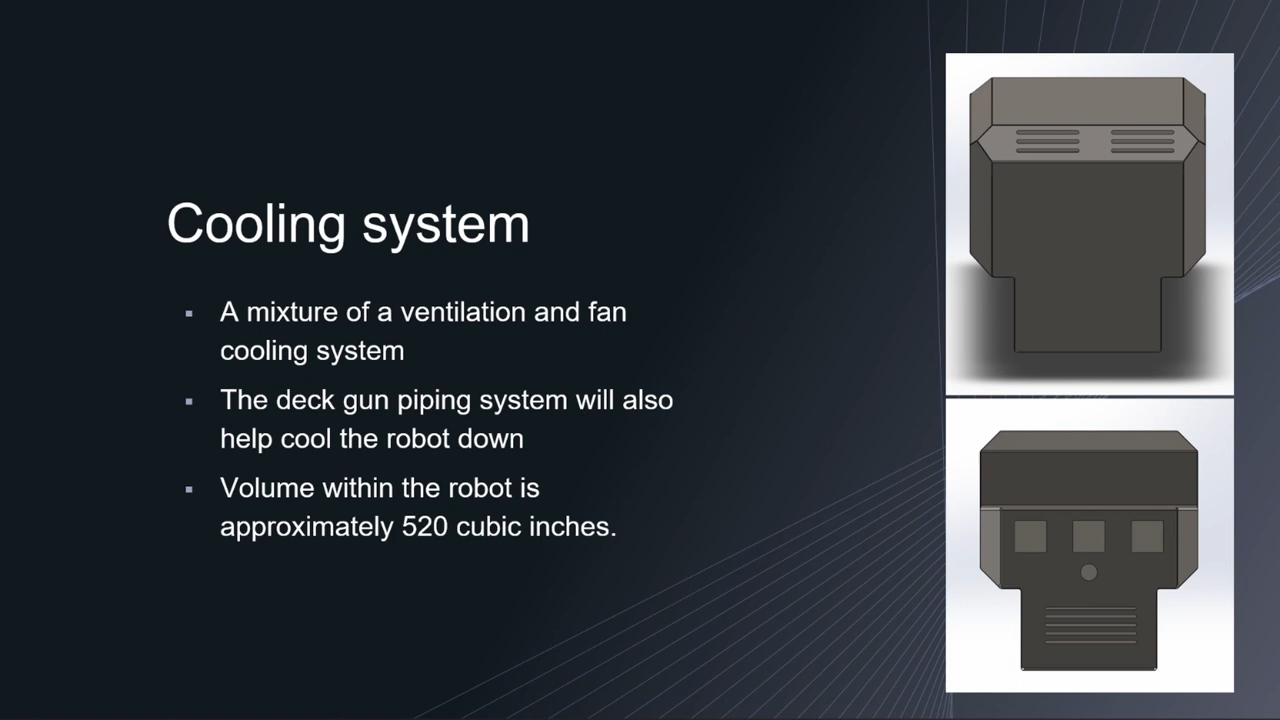 Cooling system
A mixture of a ventilation and fan
cooling system
The deck gun piping system will also
help cool the robot down
Volume within the robot is
approximately 520 cubic inches.